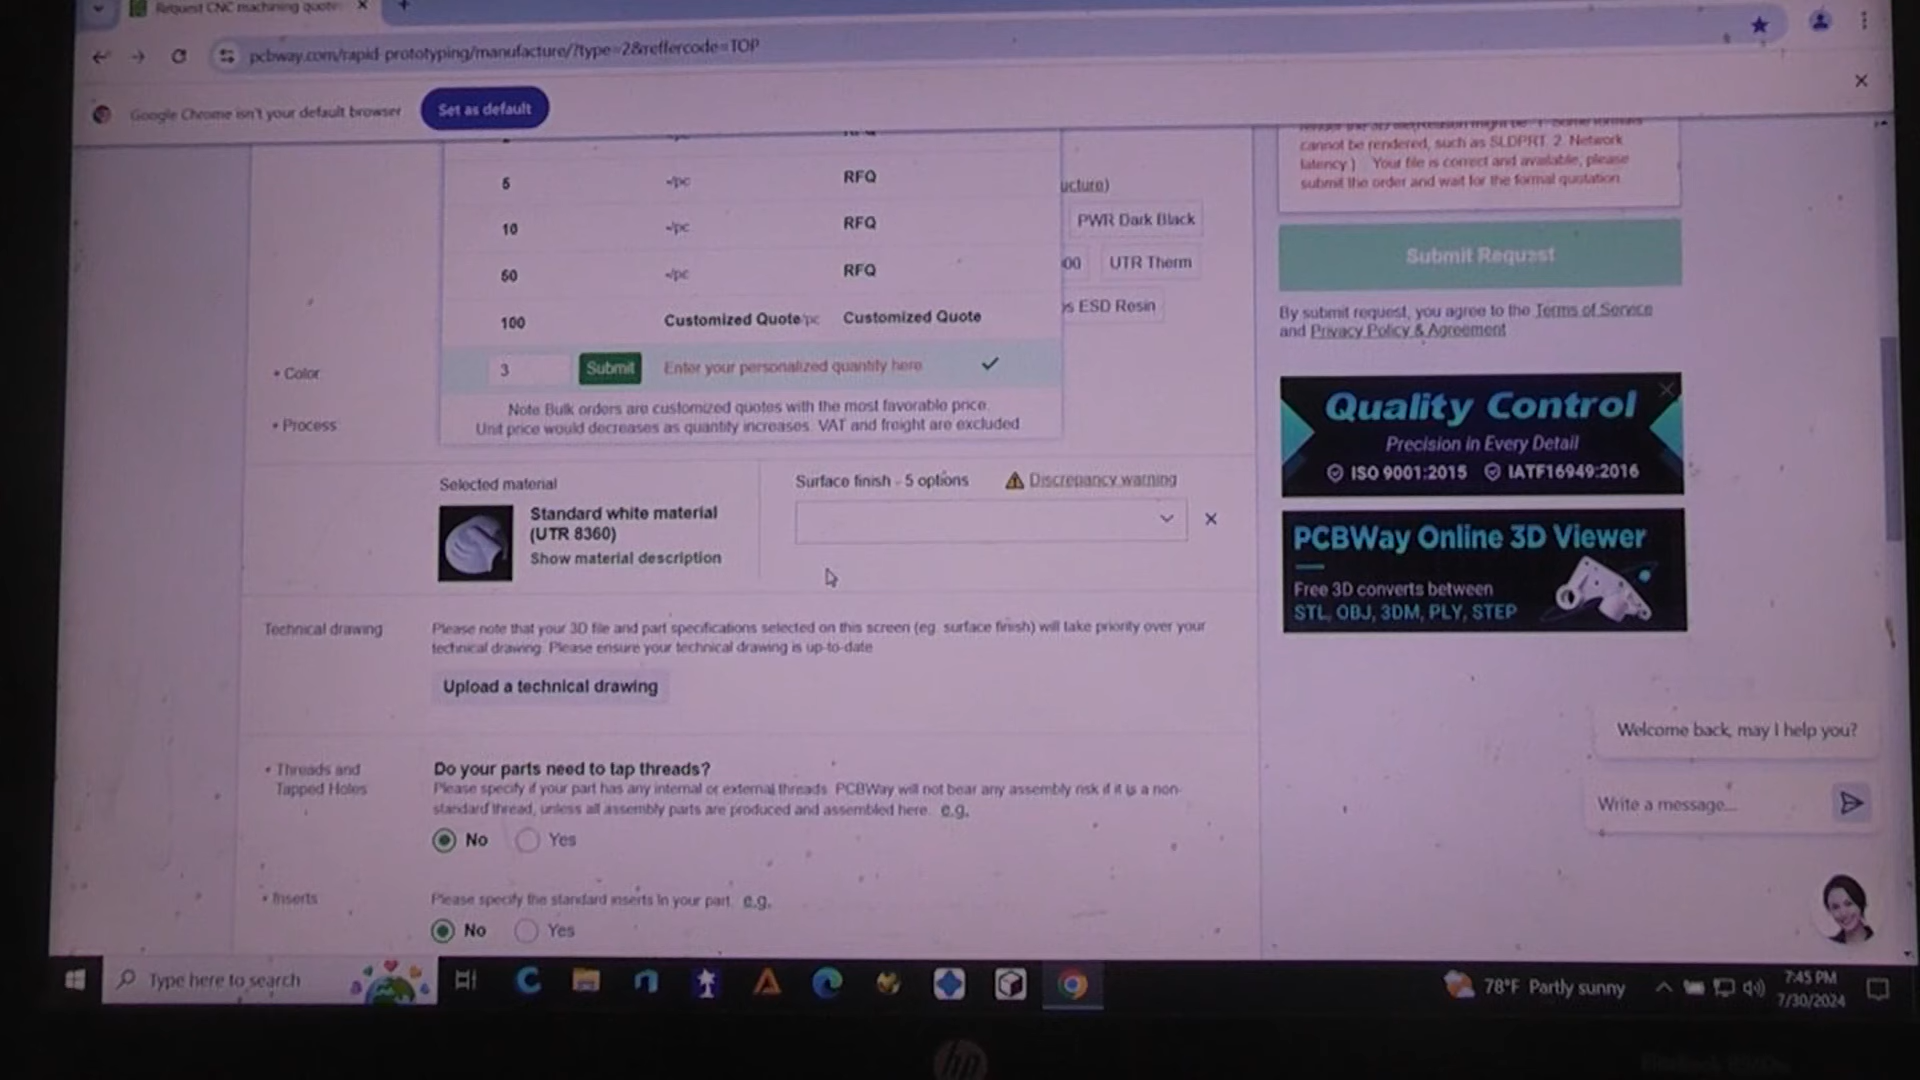 Request CNC machining quote
pcbway.com/rapid-prototyping/manufacture/?type=2&reffercode=TOP
Google Chrome isn't your default browser
Set as default
cannot be rendered, such as SLDPRT 2. Network
latency.) Your file is correct and available, please
submit the order and wait for the formal quotation.
5 -/pc RFQ
ucture)
10 -/pc RFQ
PWR Dark Black
50 -/pc RFQ
00 UTR Therm
100 Customized Quote/pc Customized Quote
s ESD Resin
3 Submit Enter your personalized quantity here
Note:Bulk orders are customized quotes with the most favorable price.
Unit price would decreases as quantity increases. VAT and freight are excluded.
* Color
* Process
Submit Request
By submit request, you agree to the Terms of Service
and Privacy Policy & Agreement
Quality Control
Precision in Every Detail
ISO 9001:2015 IATF16949:2016
Selected material
Standard white material
(UTR 8360)
Show material description
Surface finish - 5 options
Discrepancy warning
PCBWay Online 3D Viewer
Free 3D converts between
STL, OBJ, 3DM, PLY, STEP
Technical drawing
Please note that your 3D file and part specifications selected on this screen (eg. surface finish) will take priority over your
technical drawing. Please ensure your technical drawing is up-to-date
Upload a technical drawing
* Threads and
Tapped Holes
Do your parts need to tap threads?
Please specify if your part has any internal or external threads. PCBWay will not bear any assembly risk if it is a non-
standard thread, unless all assembly parts are produced and assembled here. e.g.
No Yes
* Inserts
Please specify the standard inserts in your part. e.g.
No Yes
Welcome back, may I help you?
Write a message...
Type here to search
78°F Partly sunny
7:45 PM
7/30/2024
hp